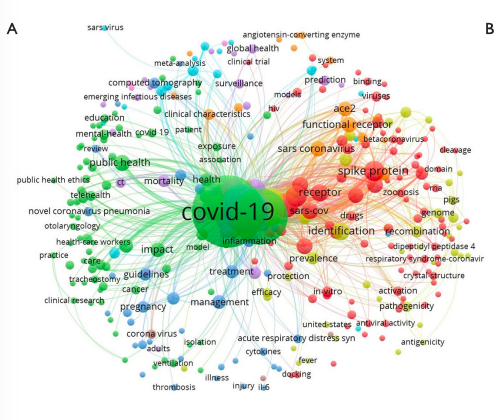 A
B
sars virus
angiotensin-converting enzyme
global health
clinical trial
system
meta-analysis
computed tomography
surveillance
prediction
binding
emerging infectious diseases
models
viruses
hiv
ace2
education
clinical characteristics
functional receptor
mental-health
covid 19
patient
betacoronavirus
review
exposure
sars coronavirus
cleavage
public health
association
spike protein
domain
public health ethics
ct
mortality
health
receptor
zoonosis
rna
telehealth
pigs
novel coronavirus pneumonia
covid-19
sars-cov
drugs
genome
otolaryngology
identification
recombination
health-care workers
impact
model
inflammation
dipeptidyl peptidase 4
practice
care
prevalence
respiratory syndrome-coronavir
tracheostomy
guidelines
treatment
protection
crystal structure
cancer
efficacy
in-vitro
activation
clinical research
pregnancy
management
pathogenicity
united-states
antiviral activity
corona virus
isolation
acute respiratory distress syn
antigenicity
adults
cytokines
ventilation
fever
illness
docking
thrombosis
injury
il-6